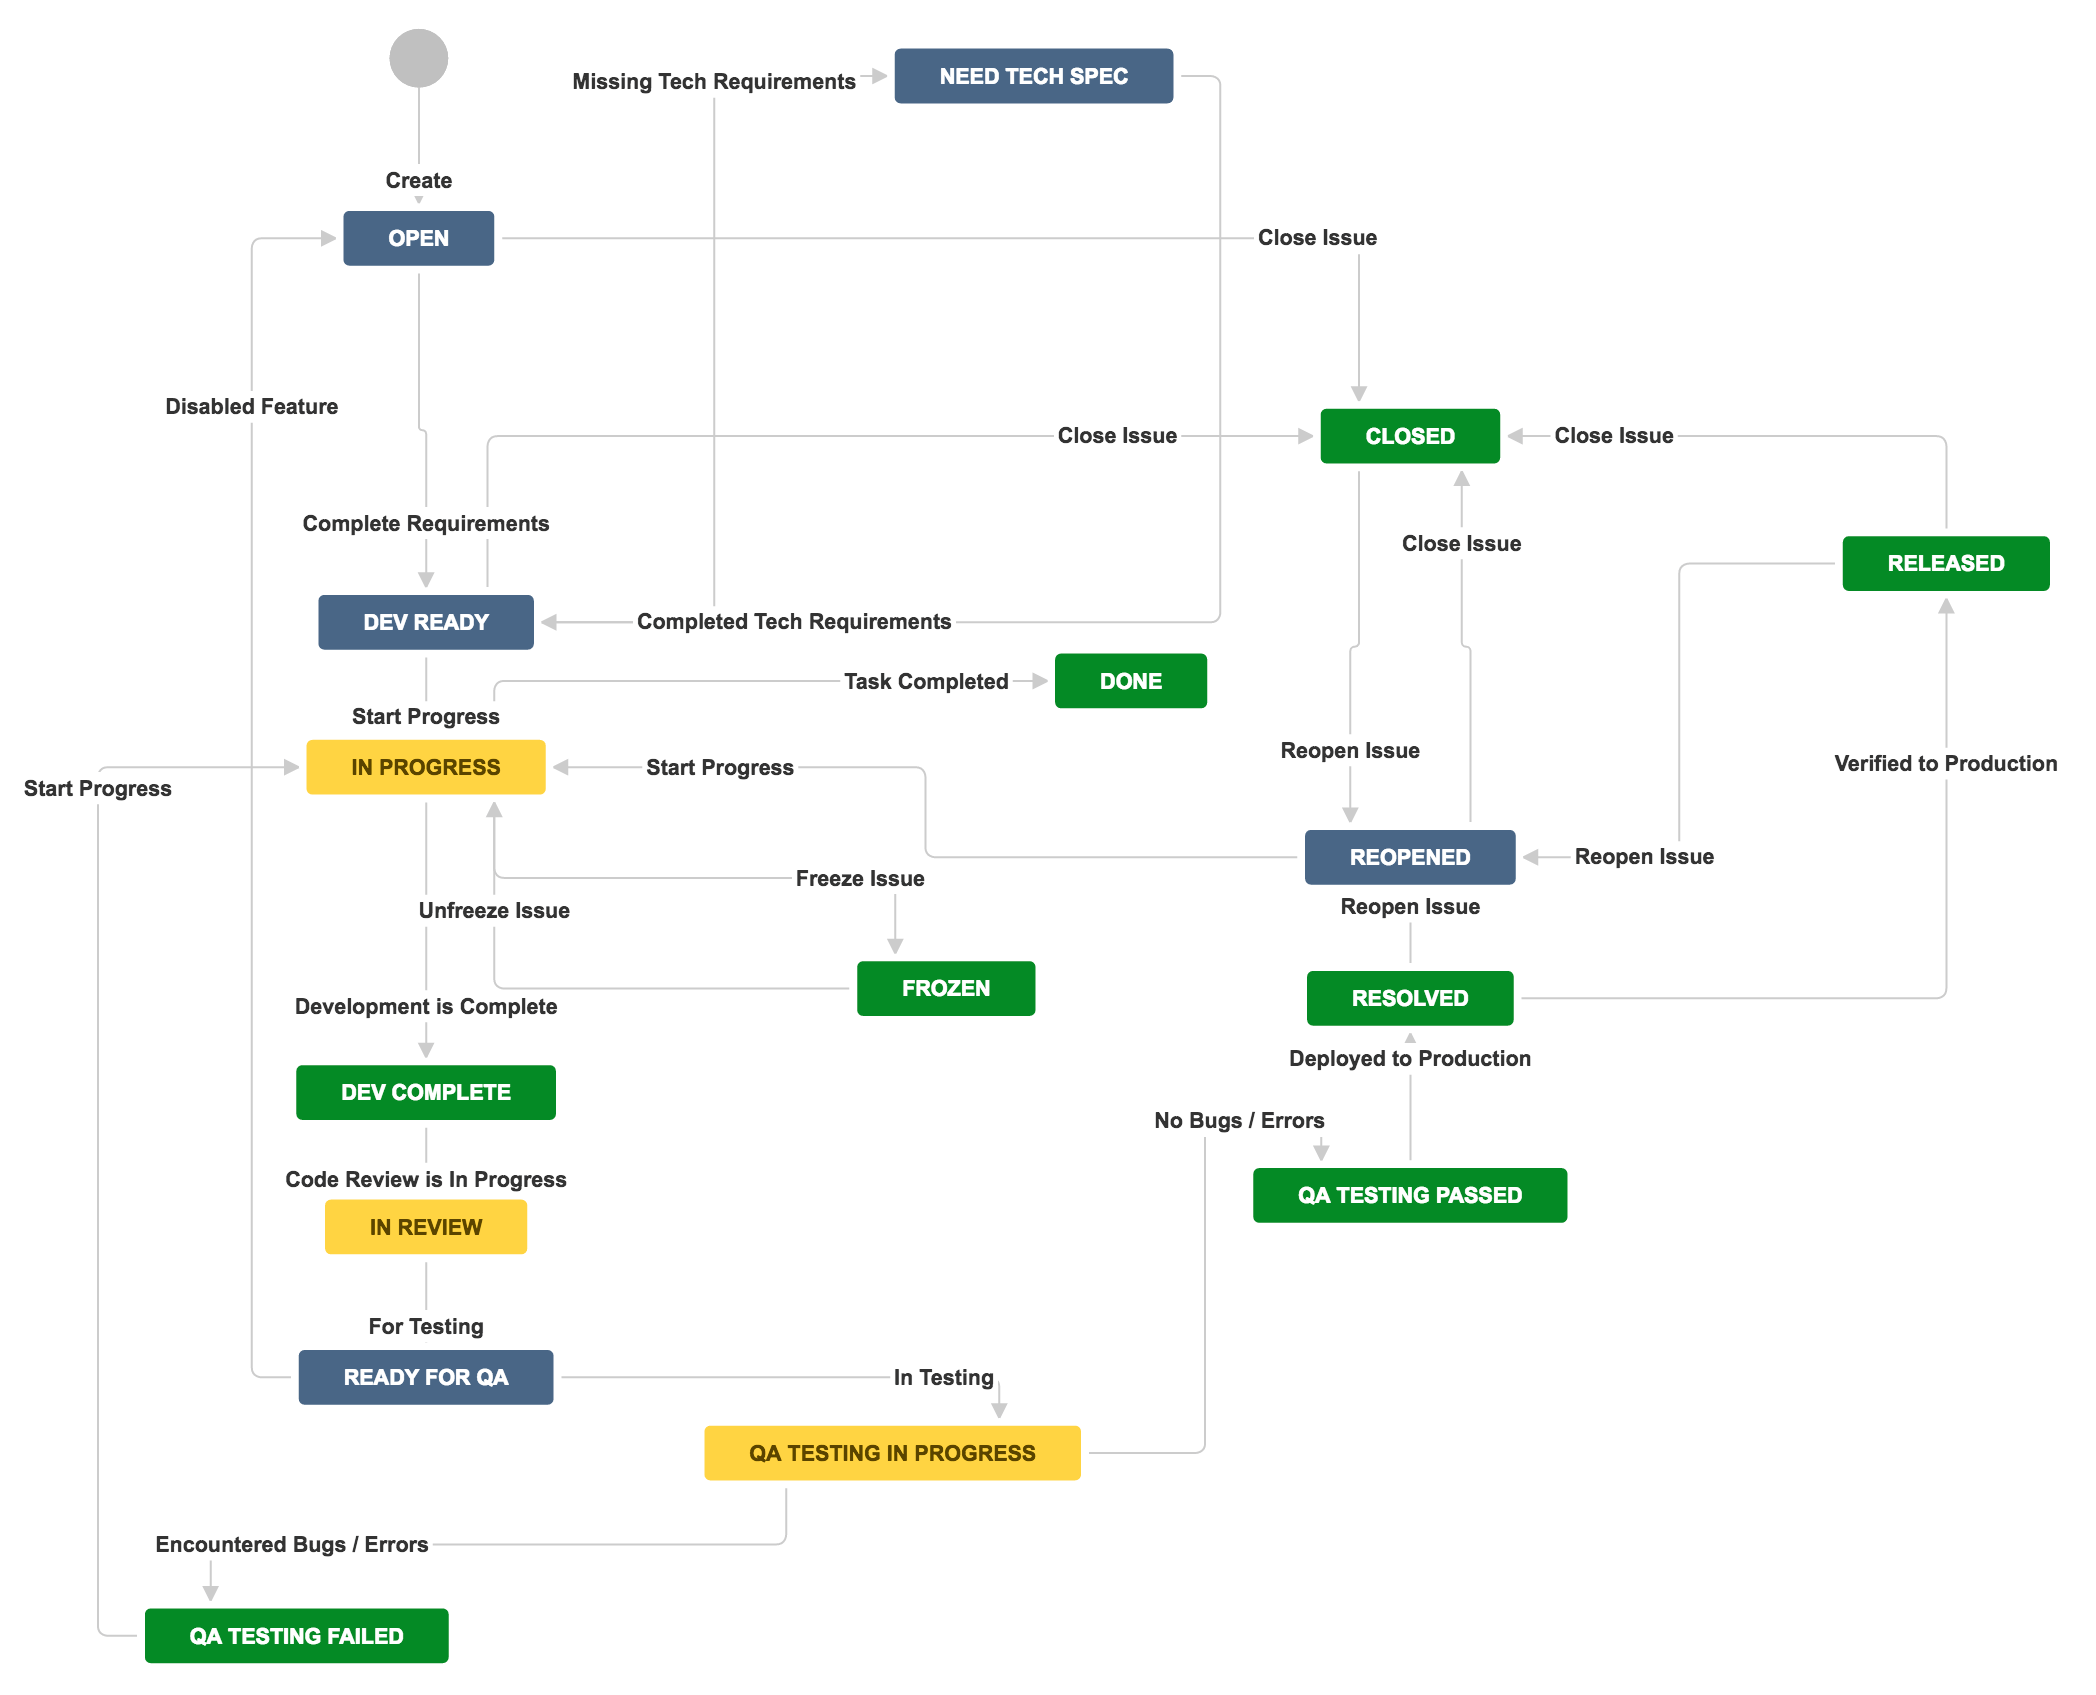 Missing Tech Requirements
NEED TECH SPEC
Create
OPEN
Close Issue
Disabled Feature
Close Issue
CLOSED
Close Issue
Complete Requirements
Close Issue
RELEASED
DEV READY
Completed Tech Requirements
Task Completed
DONE
Start Progress
Reopen Issue
IN PROGRESS
Start Progress
Verified to Production
Start Progress
REOPENED
Reopen Issue
Freeze Issue
Unfreeze Issue
Reopen Issue
FROZEN
RESOLVED
Development is Complete
Deployed to Production
DEV COMPLETE
No Bugs / Errors
Code Review is In Progress
QA TESTING PASSED
IN REVIEW
For Testing
READY FOR QA
In Testing
QA TESTING IN PROGRESS
Encountered Bugs / Errors
QA TESTING FAILED